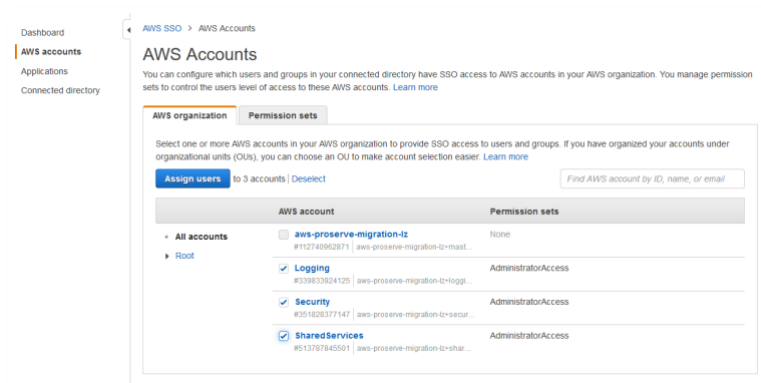 Dashboard
AWS accounts
Applications
Connected directory
AWS SSO > AWS Accounts
AWS Accounts
You can configure which users and groups in your connected directory have SSO access to AWS accounts in your AWS organization. You manage permission
sets to control the users level of access to these AWS accounts. Learn more
AWS organization
Permission sets
Select one or more AWS accounts in your AWS organization to provide SSO access to users and groups. If you have organized your accounts under
organizational units (OUs), you can choose an OU to make account selection easier. Learn more
Assign users to 3 accounts | Deselect
Find AWS account by ID, name, or email
AWS account Permission sets
All accounts
Root
aws-proserve-migration-lz None
#112740962871 | aws-proserve-migration-lz+mast...
Logging AdministratorAccess
#339833924125 | aws-proserve-migration-lz+loggi...
Security AdministratorAccess
#351828377147 | aws-proserve-migration-lz+secur...
SharedServices AdministratorAccess
#513787845501 | aws-proserve-migration-lz+shar...